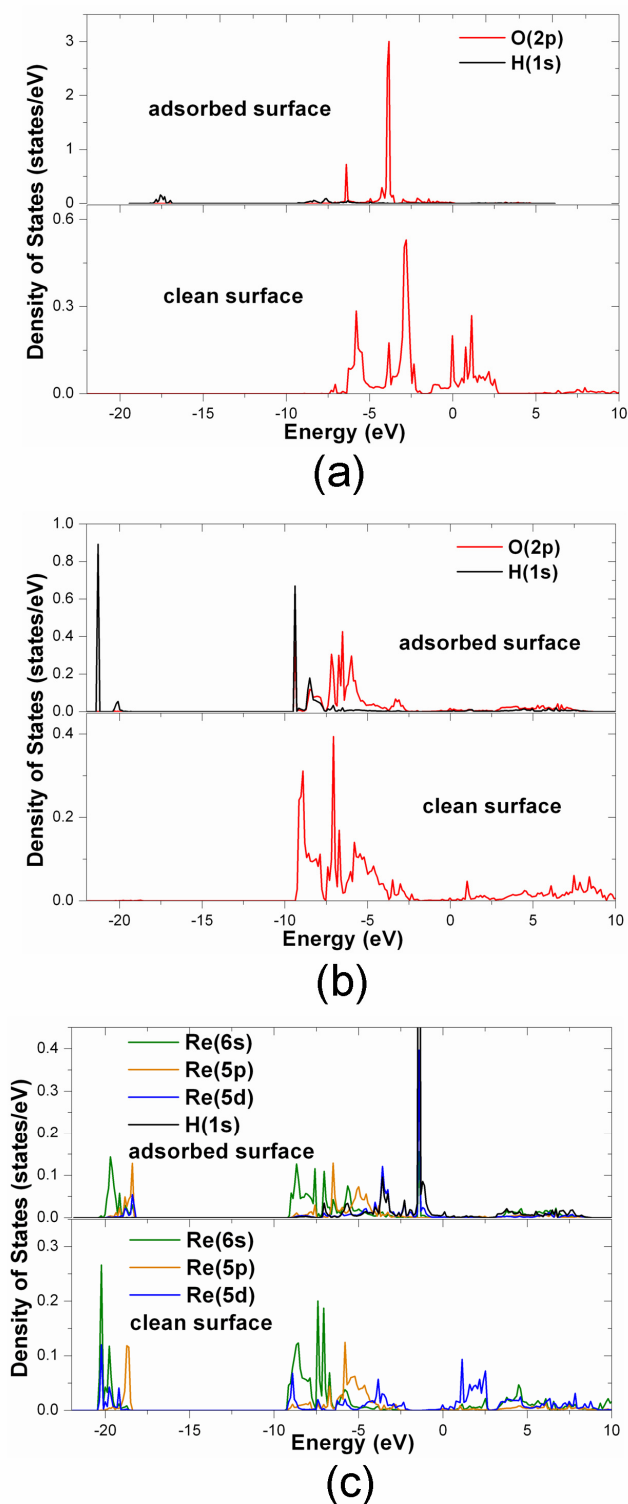 3
O(2p)
H(1s)
2
adsorbed surface
1
0
0.6
clean surface
0.3
0.0
Density of States (states/eV)
-20 -15 -10 -5 0 5 10
Energy (eV)
(a)
1.0
O(2p)
0.8
H(1s)
0.6
adsorbed surface
0.4
0.2
0.0
0.4
clean surface
0.2
0.0
Density of States (states/eV)
-20 -15 -10 -5 0 5 10
Energy (eV)
(b)
0.4
Re(6s)
Re(5p)
0.3
Re(5d)
0.2
H(1s)
adsorbed surface
0.1
0.0
0.3
Re(6s)
Re(5p)
0.2
Re(5d)
clean surface
0.1
0.0
Density of States (states/eV)
-20 -15 -10 -5 0 5 10
Energy (eV)
(c)